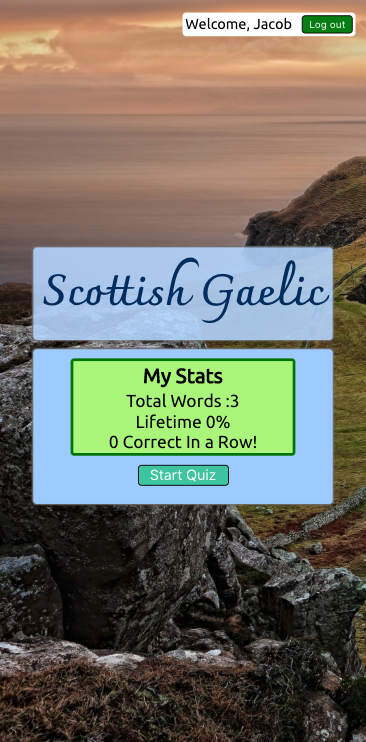 Welcome, Jacob Log out
Scottish Gaelic
My Stats
Total Words :3
Lifetime 0%
0 Correct In a Row!
Start Quiz